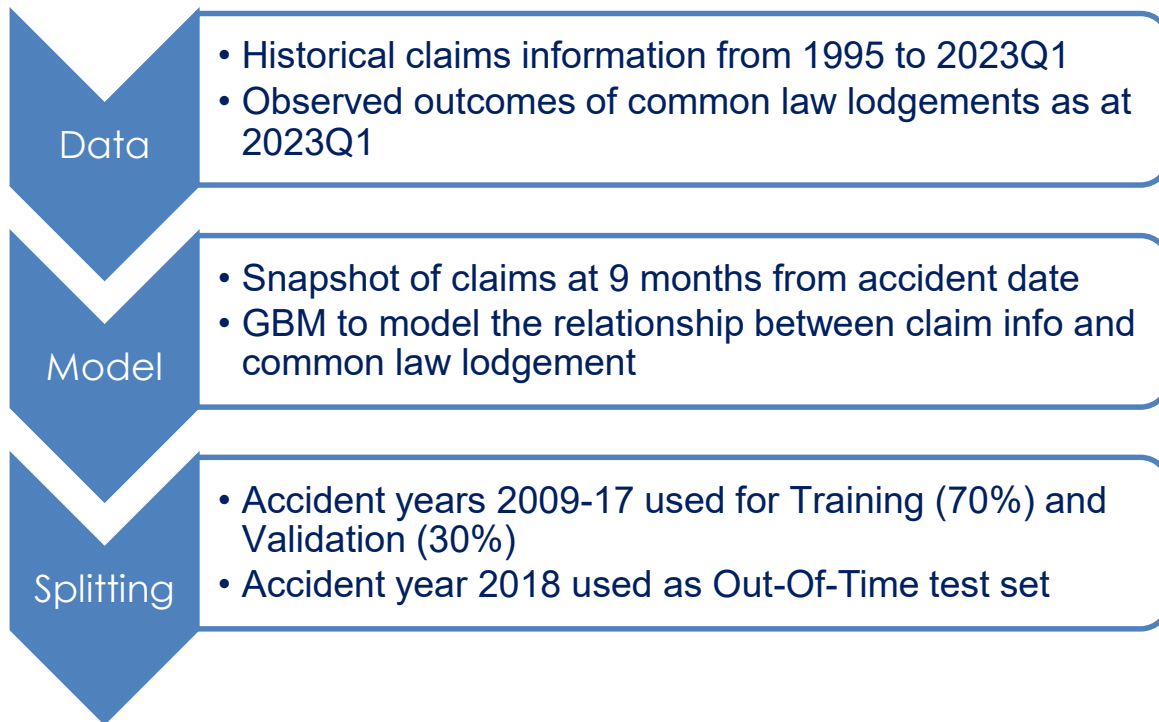 Data
• Historical claims information from 1995 to 2023Q1
• Observed outcomes of common law lodgements as at
2023Q1
Model
• Snapshot of claims at 9 months from accident date
• GBM to model the relationship between claim info and
common law lodgement
Splitting
• Accident years 2009-17 used for Training (70%) and
Validation (30%)
• Accident year 2018 used as Out-Of-Time test set